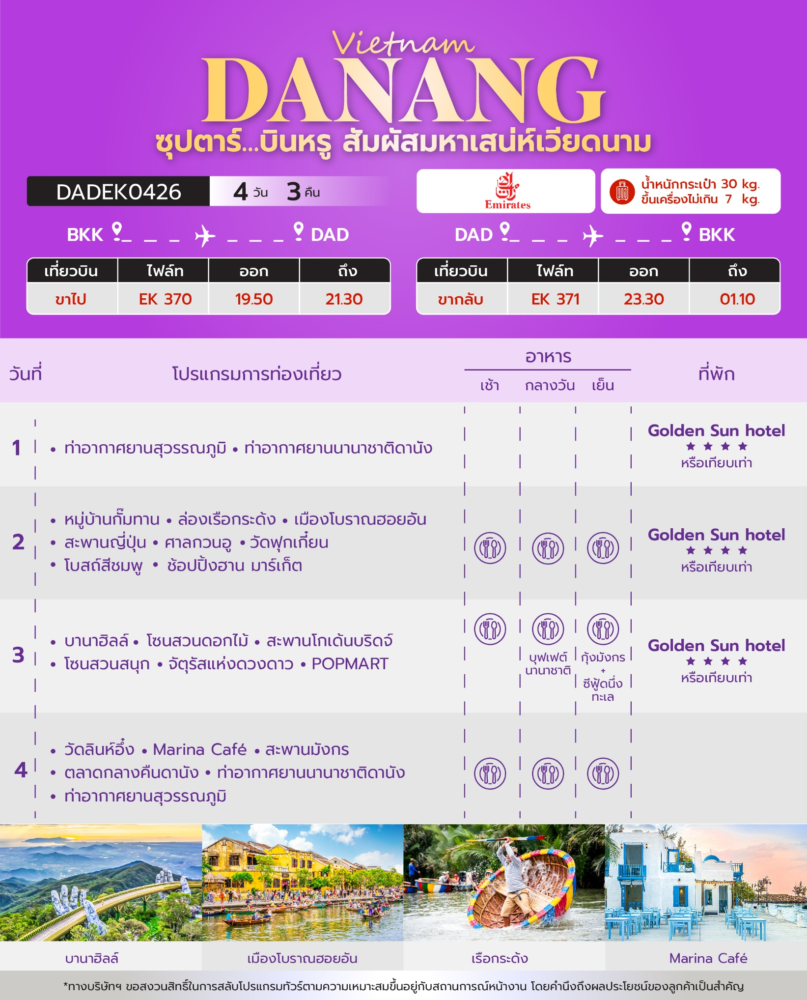 Vietnam
DANANG
ซุปตาร์...บินหรู สัมผัสมหาเสน่ห์เวียดนาม
DADEK0426 4 วัน 3 คืน
Emirates
น้ำหนักกระเป๋า 30 kg.
ขึ้นเครื่องไม่เกิน 7 kg.
BKK DAD
DAD BKK
เที่ยวบิน ไฟล์ท ออก ถึง
ขาไป EK 370 19.50 21.30
เที่ยวบิน ไฟล์ท ออก ถึง
ขากลับ EK 371 23.30 01.10
วันที่ โปรแกรมการท่องเที่ยว อาหาร ที่พัก
เช้า กลางวัน เย็น
1
• ท่าอากาศยานสุวรรณภูมิ • ท่าอากาศยานนานาชาติดานัง
Golden Sun hotel
หรือเทียบเท่า
2
• หมู่บ้านกั๊มทาน • ล่องเรือกระด้ง • เมืองโบราณฮอยอัน
• สะพานญี่ปุ่น • ศาลกวนอู • วัดฟุกเกี๋ยน
• โบสถ์สีชมพู • ช้อปปิ้งฮาน มาร์เก็ต
Golden Sun hotel
หรือเทียบเท่า
3
• บานาฮิลล์ • โซนสวนดอกไม้ • สะพานโกเด้นบริดจ์
• โซนสวนสนุก • จัตุรัสแห่งดวงดาว • POPMART
บุฟเฟต์
นานาชาติ
กุ้งมังกร
+
ซีฟู้ดนึ่ง
ทะเล
Golden Sun hotel
หรือเทียบเท่า
4
• วัดลินห์อึ๋ง • Marina Café • สะพานมังกร
• ตลาดกลางคืนดานัง • ท่าอากาศยานนานาชาติดานัง
• ท่าอากาศยานสุวรรณภูมิ
บานาฮิลล์
เมืองโบราณฮอยอัน
เรือกระด้ง
Marina Café
*ทางบริษัทฯ ขอสงวนสิทธิ์ในการสลับโปรแกรมทัวร์ตามความเหมาะสมขึ้นอยู่กับสถานการณ์หน้างาน โดยคำนึงถึงผลประโยชน์ของลูกค้าเป็นสำคัญ